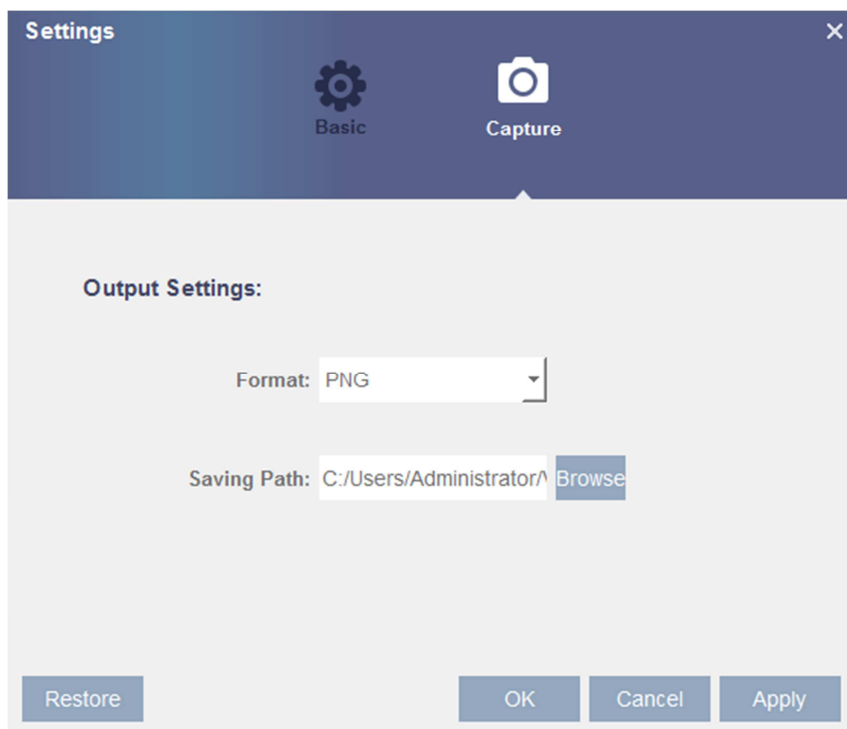 Settings
Basic
Capture
Output Settings:
Format: PNG
Saving Path: C:/Users/Administrator/ Browse
Restore OK Cancel Apply